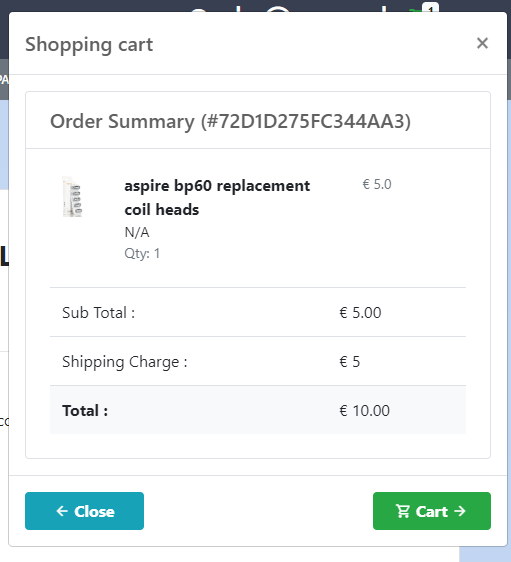 1
Shopping cart
×
Order Summary (#72D1D275FC344AA3)
aspire bp60 replacement € 5.0
coil heads
N/A
Qty: 1
Sub Total : € 5.00
Shipping Charge : € 5
Total : € 10.00
← Close
Cart →